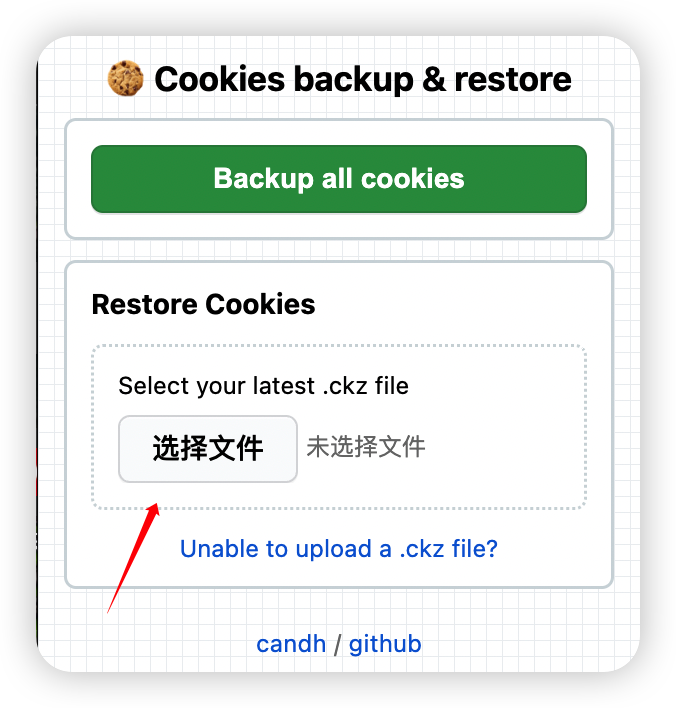 Cookies backup & restore
Backup all cookies
Restore Cookies
Select your latest .ckz file
选择文件 未选择文件
Unable to upload a .ckz file?
candh / github